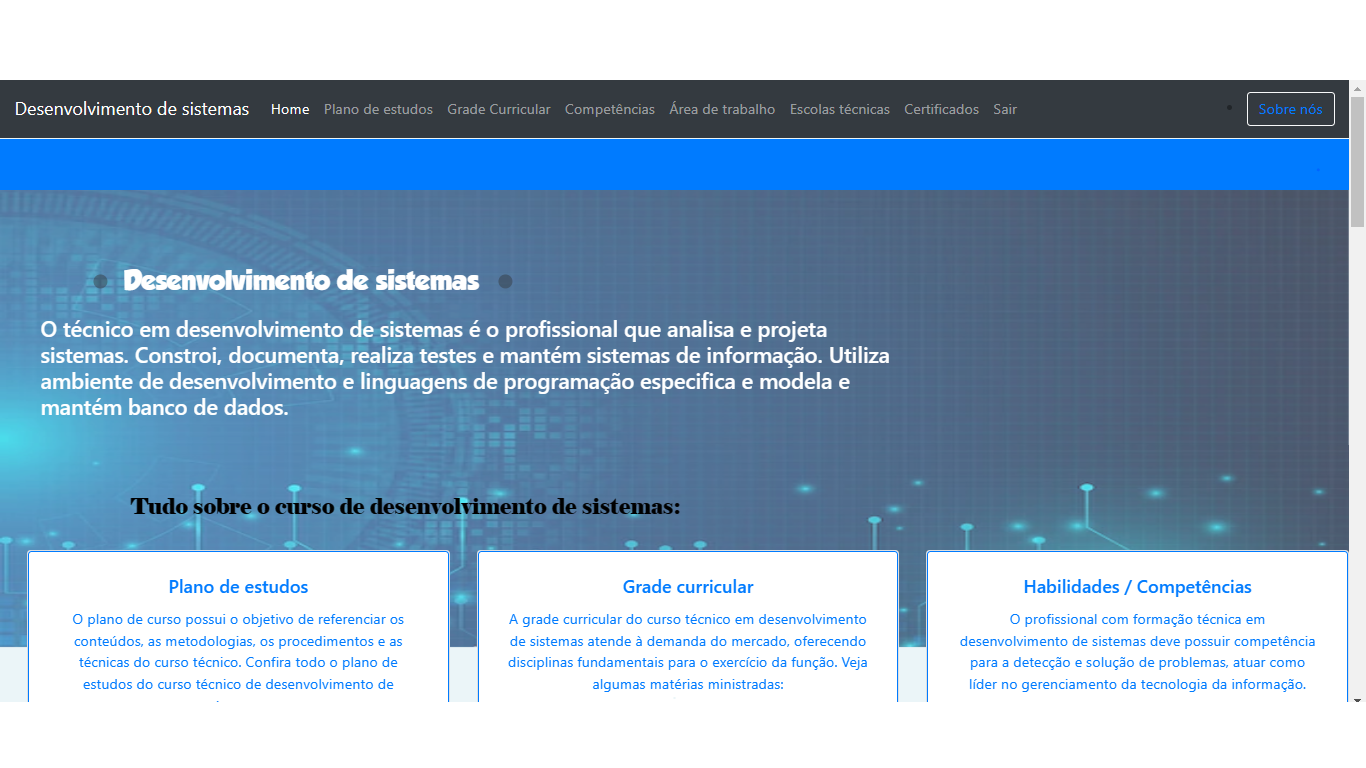 Desenvolvimento de sistemas Home Plano de estudos Grade Curricular Competências Área de trabalho Escolas técnicas Certificados Sair Sobre nós
Desenvolvimento de sistemas
O técnico em desenvolvimento de sistemas é o profissional que analisa e projeta
sistemas. Constroi, documenta, realiza testes e mantém sistemas de informação. Utiliza
ambiente de desenvolvimento e linguagens de programação especifica e modela e
mantém banco de dados.
Tudo sobre o curso de desenvolvimento de sistemas:
Plano de estudos
O plano de curso possui o objetivo de referenciar os
conteúdos, as metodologias, os procedimentos e as
técnicas do curso técnico. Confira todo o plano de
estudos do curso técnico de desenvolvimento de
Grade curricular
A grade curricular do curso técnico em desenvolvimento
de sistemas atende à demanda do mercado, oferecendo
disciplinas fundamentais para o exercício da função. Veja
algumas matérias ministradas:
Habilidades / Competências
O profissional com formação técnica em
desenvolvimento de sistemas deve possuir competência
para a detecção e solução de problemas, atuar como
líder no gerenciamento da tecnologia da informação.